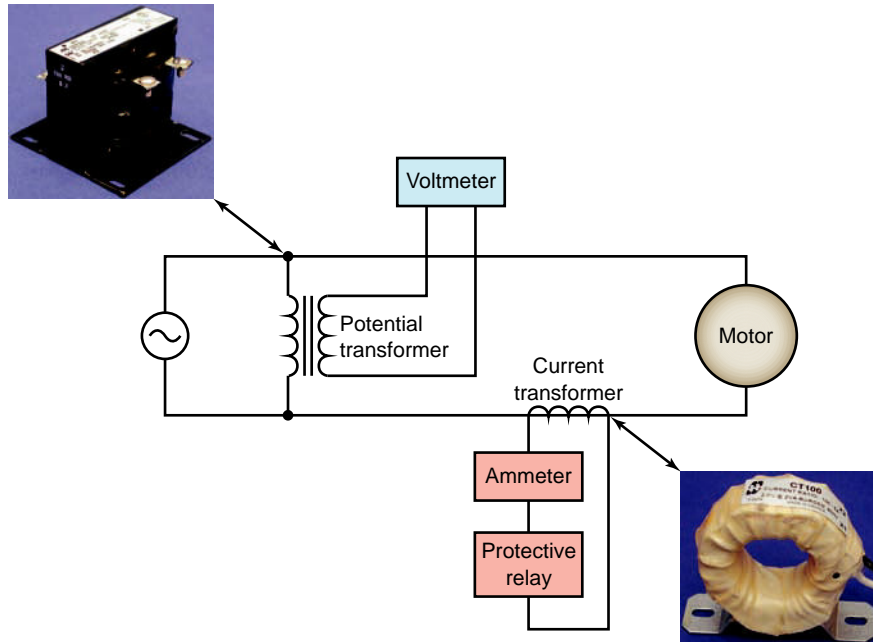 Voltmeter
Potential
transformer
Motor
Current
transformer
Ammeter
Protective
relay
CT100